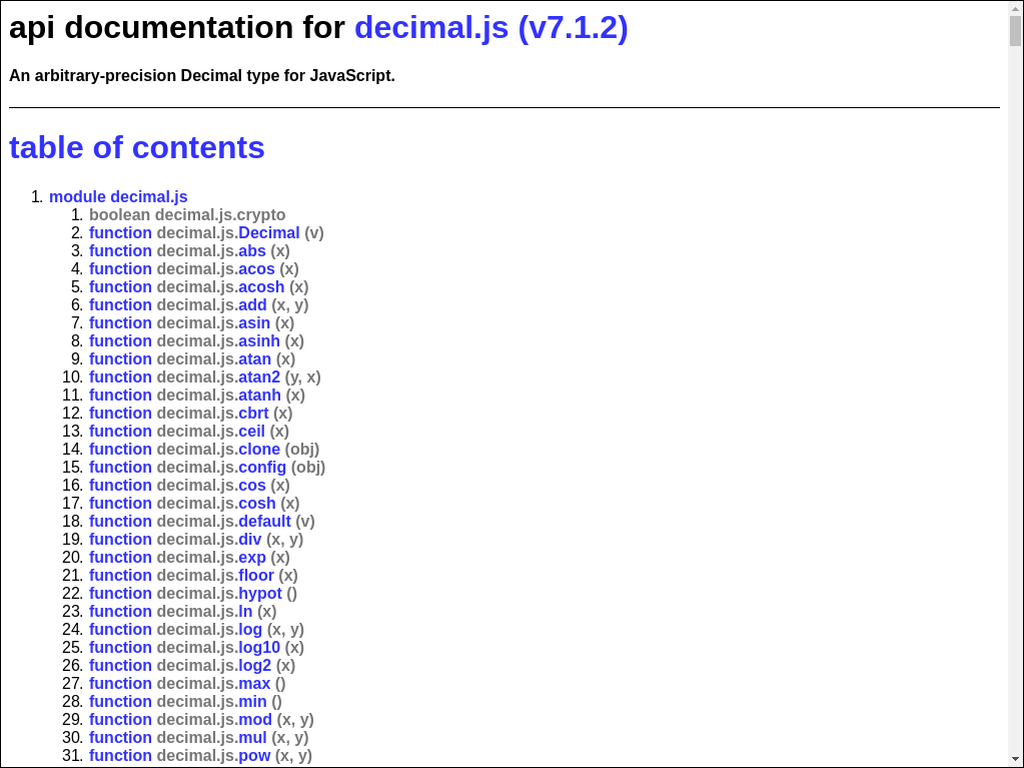 api documentation for decimal.js (v7.1.2)
An arbitrary-precision Decimal type for JavaScript.
table of contents
1. module decimal.js
1. boolean decimal.js.crypto
2. function decimal.js.Decimal (v)
3. function decimal.js.abs (x)
4. function decimal.js.acos (x)
5. function decimal.js.acosh (x)
6. function decimal.js.add (x, y)
7. function decimal.js.asin (x)
8. function decimal.js.asinh (x)
9. function decimal.js.atan (x)
10. function decimal.js.atan2 (y, x)
11. function decimal.js.atanh (x)
12. function decimal.js.cbrt (x)
13. function decimal.js.ceil (x)
14. function decimal.js.clone (obj)
15. function decimal.js.config (obj)
16. function decimal.js.cos (x)
17. function decimal.js.cosh (x)
18. function decimal.js.default (v)
19. function decimal.js.div (x, y)
20. function decimal.js.exp (x)
21. function decimal.js.floor (x)
22. function decimal.js.hypot ()
23. function decimal.js.ln (x)
24. function decimal.js.log (x, y)
25. function decimal.js.log10 (x)
26. function decimal.js.log2 (x)
27. function decimal.js.max ()
28. function decimal.js.min ()
29. function decimal.js.mod (x, y)
30. function decimal.js.mul (x, y)
31. function decimal.js.pow (x, y)